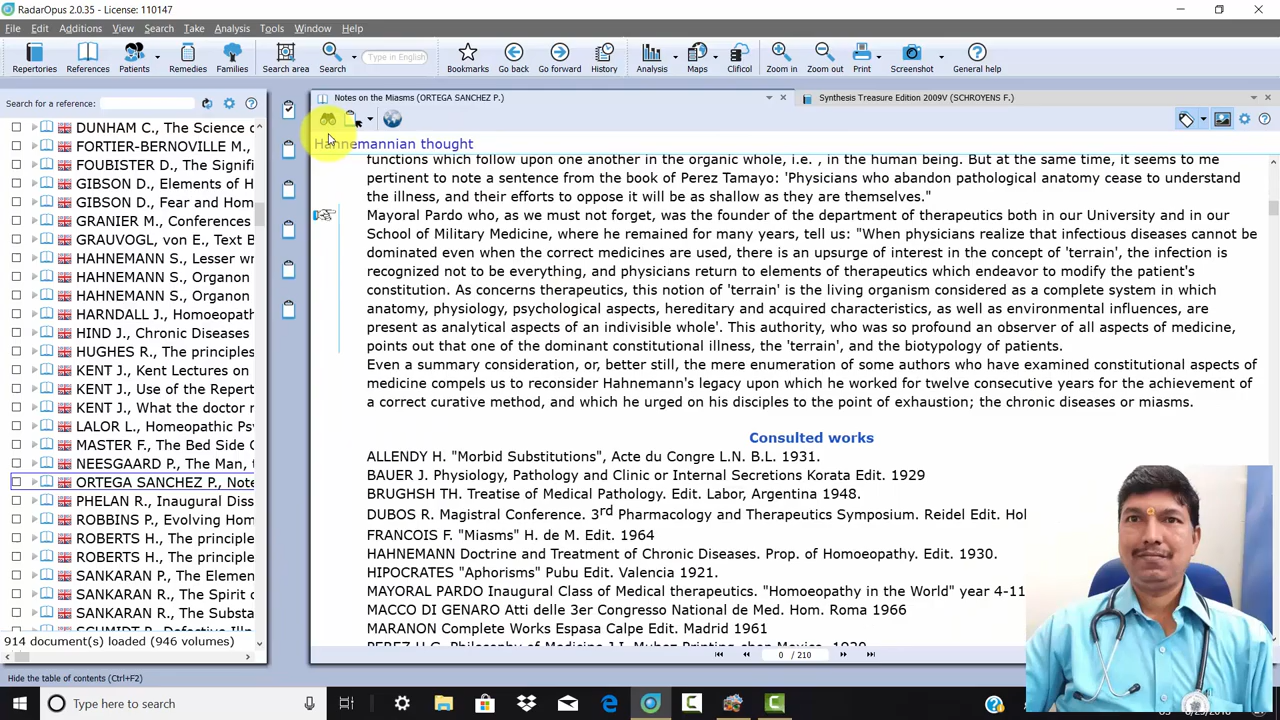 RadarOpus 2.0.35 - License: 110147
File Edit Additions View Search Take Analysis Tools Window Help
Repertories References Patients Remedies Families Search area Search Type in English Bookmarks Go back Go forward History Analysis Maps Clificol Zoom in Zoom out Print Screenshot General help
Search for a reference:
DUNHAM C., The Science o
FORTIER-BERNOVILLE M.,
FOUBISTER D., The Signifi
GIBSON D., Elements of H
GIBSON D., Fear and Hom
GRANIER M., Conferences
GRAUVOGL, von E., Text B
HAHNEMANN S., Lesser wr
HAHNEMANN S., Organon
HAHNEMANN S., Organon
HARNDALL J., Homoeopath
HIND J., Chronic Diseases
HUGHES R., The principles
KENT J., Kent Lectures on
KENT J., Use of the Repert
KENT J., What the doctor r
LALOR L., Homeopathic Psy
MASTER F., The Bed Side C
NEESGAARD P., The Man, t
ORTEGA SANCHEZ P., Note
PHELAN R., Inaugural Diss
ROBBINS P., Evolving Hom
ROBERTS H., The principle
ROBERTS H., The principle
SANKARAN P., The Elemen
SANKARAN R., The Spirit o
SANKARAN R., The Substa
914 document(s) loaded (946 volumes)
Hide the table of contents (Ctrl+F2)
Notes on the Miasms (ORTEGA SANCHEZ P.)
Synthesis Treasure Edition 2009V (SCHROYENS F.)
Hahnemannian thought
functions which follow upon one another in the organic whole, i.e. , in the human being. But at the same time, it seems to me
pertinent to note a sentence from the book of Perez Tamayo: 'Physicians who abandon pathological anatomy cease to understand
the illness, and their efforts to oppose it will be as shallow as they are themselves."
Mayoral Pardo who, as we must not forget, was the founder of the department of therapeutics both in our University and in our
School of Military Medicine, where he remained for many years, tell us: "When physicians realize that infectious diseases cannot be
dominated even when the correct medicines are used, there is an upsurge of interest in the concept of 'terrain', the infection is
recognized not to be everything, and physicians return to elements of therapeutics which endeavor to modify the patient's
constitution. As concerns therapeutics, this notion of 'terrain' is the living organism considered as a complete system in which
anatomy, physiology, psychological aspects, hereditary and acquired characteristics, as well as environmental influences, are
present as analytical aspects of an indivisible whole'. This authority, who was so profound an observer of all aspects of medicine,
points out that one of the dominant constitutional illness, the 'terrain', and the biotypology of patients.
Even a summary consideration, or, better still, the mere enumeration of some authors who have examined constitutional aspects of
medicine compels us to reconsider Hahnemann's legacy upon which he worked for twelve consecutive years for the achievement of
a correct curative method, and which he urged on his disciples to the point of exhaustion; the chronic diseases or miasms.
Consulted works
ALLENDY H. "Morbid Substitutions", Acte du Congre L.N. B.L. 1931.
BAUER J. Physiology, Pathology and Clinic or Internal Secretions Korata Edit. 1929
BRUGHSH TH. Treatise of Medical Pathology. Edit. Labor, Argentina 1948.
DUBOS R. Magistral Conference. 3rd Pharmacology and Therapeutics Symposium. Reidel Edit. Hol
FRANCOIS F. "Miasms" H. de M. Edit. 1964
HAHNEMANN Doctrine and Treatment of Chronic Diseases. Prop. of Homoeopathy. Edit. 1930.
HIPOCRATES "Aphorisms" Pubu Edit. Valencia 1921.
MAYORAL PARDO Inaugural Class of Medical therapeutics. "Homoeopathy in the World" year 4-11
MACCO DI GENARO Atti delle 3er Congresso National de Med. Hom. Roma 1966
MARANON Complete Works Espasa Calpe Edit. Madrid 1961
0 / 210
Type here to search